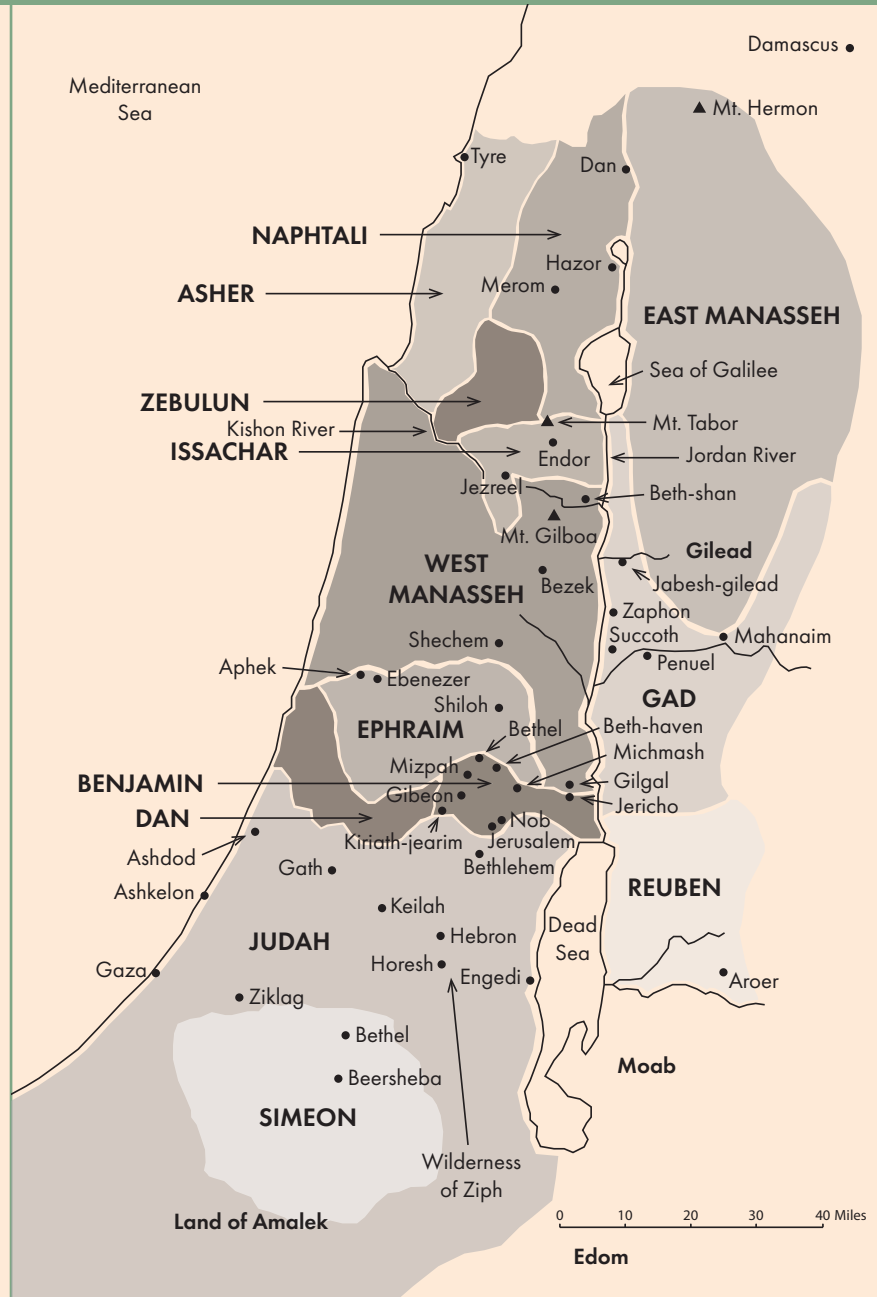 Damascus
Mediterranean
Sea
Mt. Hermon
Tyre
Dan
NAPHTALI
Hazor
Merom
ASHER
EAST MANASSEH
Sea of Galilee
ZEBULUN
Mt. Tabor
Kishon River
ISSACHAR
Endor
Jordan River
Jezreel
Beth-shan
Mt. Gilboa
Gilead
WEST
MANASSEH
Bezek
Jabesh-gilead
Zaphon
Shechem
Succoth
Mahanaim
Penuel
Aphek
Ebenezer
Shiloh
GAD
EPHRAIM
Bethel
Beth-haven
Mizpah
Michmash
BENJAMIN
Gibeon
Gilgal
Jericho
DAN
Nob
Kiriath-jearim
Jerusalem
Ashdod
Gath
Bethlehem
Ashkelon
REUBEN
Keilah
JUDAH
Hebron
Dead
Sea
Horesh
Gaza
Engedi
Aroer
Ziklag
Bethel
Moab
Beersheba
SIMEON
Wilderness
of Ziph
Land of Amalek
0 10 20 30 40 Miles
Edom